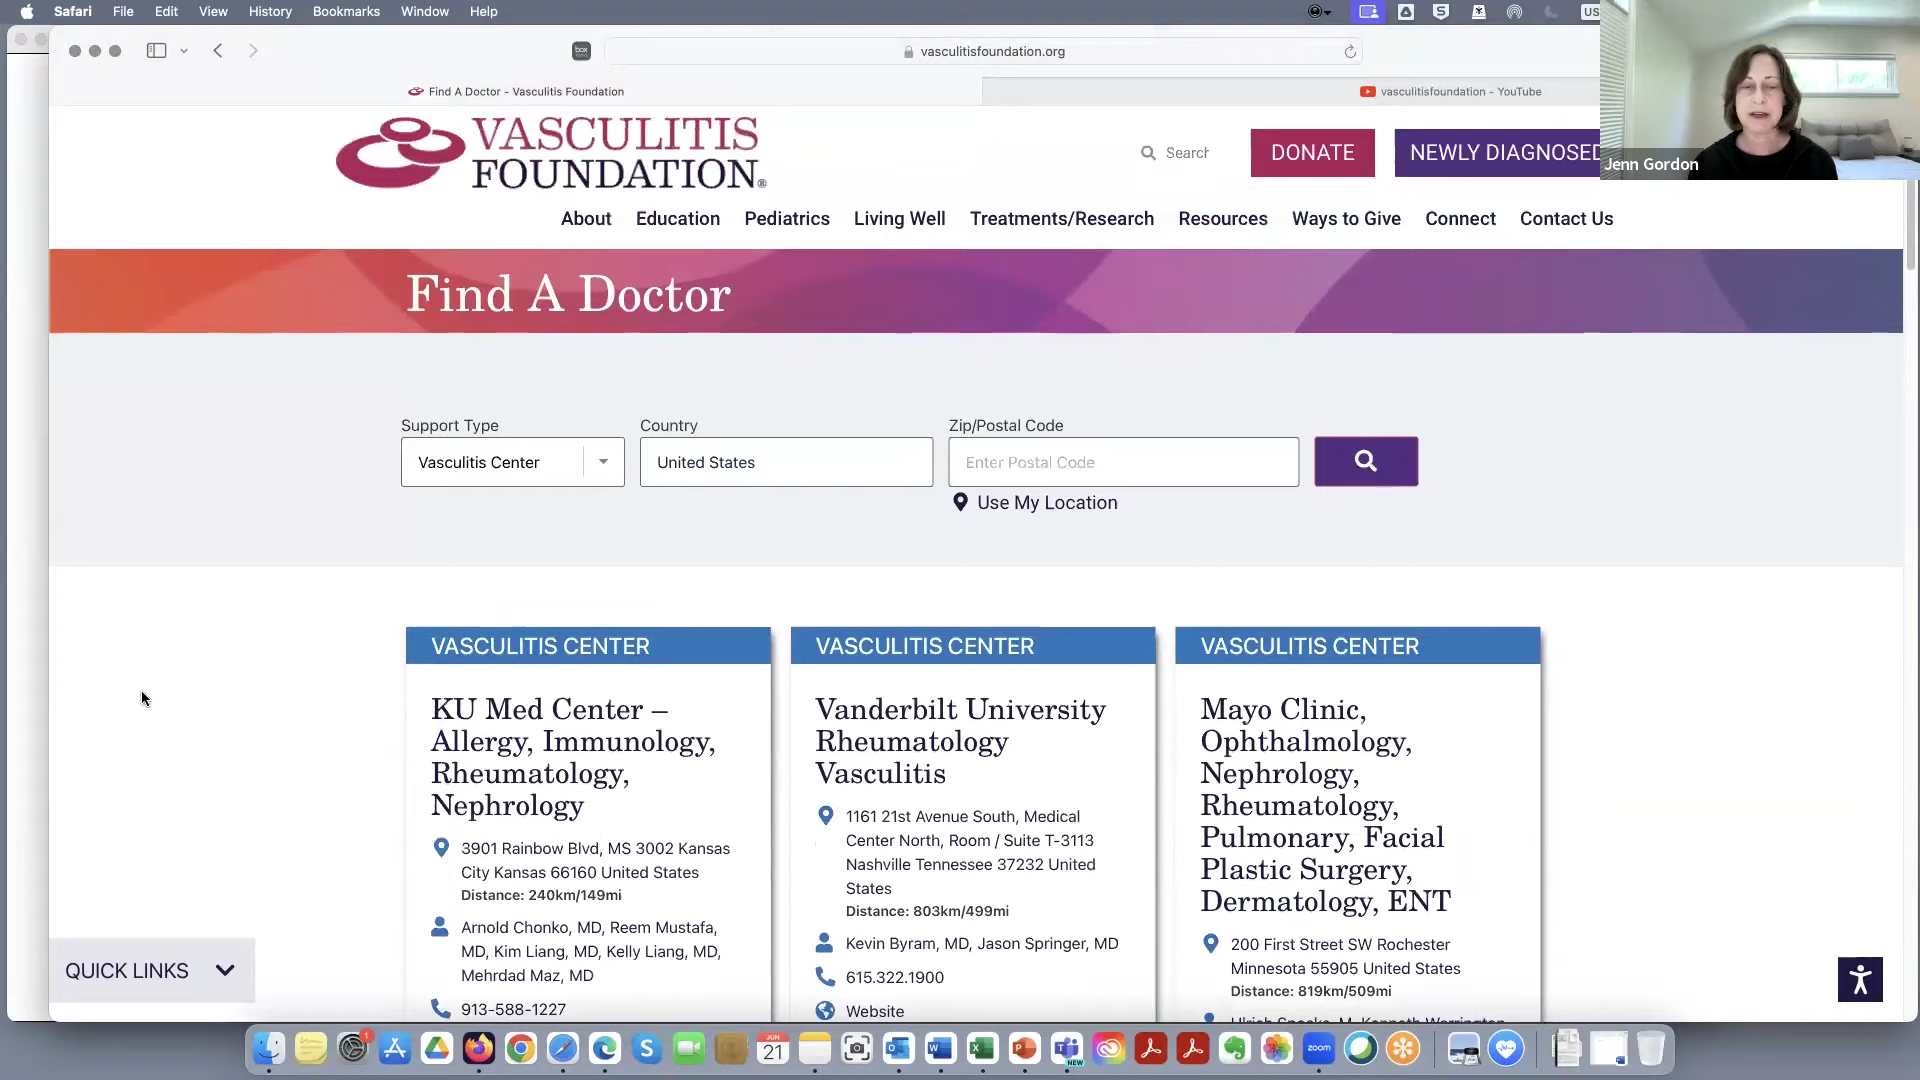 Safari File Edit View History Bookmarks Window Help
US
vasculitisfoundation.org
Find A Doctor - Vasculitis Foundation
vasculitisfoundation - YouTube
VASCULITIS
FOUNDATION®
Search
DONATE
NEWLY DIAGNOSED
Jenn Gordon
About Education Pediatrics Living Well Treatments/Research Resources Ways to Give Connect Contact Us
Find A Doctor
Support Type Country Zip/Postal Code
Vasculitis Center United States Enter Postal Code
Use My Location
VASCULITIS CENTER
KU Med Center –
Allergy, Immunology,
Rheumatology,
Nephrology
3901 Rainbow Blvd, MS 3002 Kansas
City Kansas 66160 United States
Distance: 240km/149mi
Arnold Chonko, MD, Reem Mustafa,
MD, Kim Liang, MD, Kelly Liang, MD,
Mehrdad Maz, MD
913-588-1227
VASCULITIS CENTER
Vanderbilt University
Rheumatology
Vasculitis
1161 21st Avenue South, Medical
Center North, Room / Suite T-3113
Nashville Tennessee 37232 United
States
Distance: 803km/499mi
Kevin Byram, MD, Jason Springer, MD
615.322.1900
Website
VASCULITIS CENTER
Mayo Clinic,
Ophthalmology,
Nephrology,
Rheumatology,
Pulmonary, Facial
Plastic Surgery,
Dermatology, ENT
200 First Street SW Rochester
Minnesota 55905 United States
Distance: 819km/509mi
QUICK LINKS
JUN
21
NEW
zoom